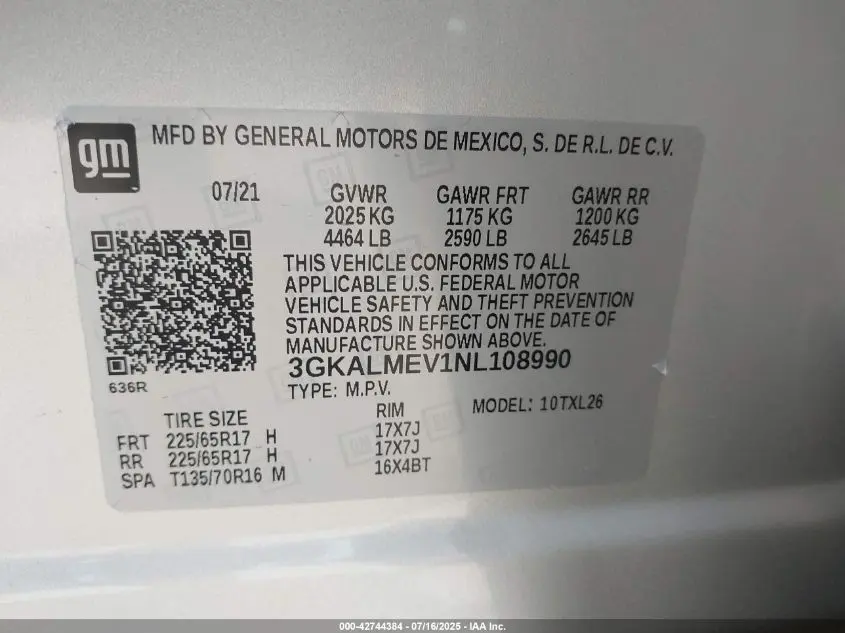 gm
MFD BY GENERAL MOTORS DE MEXICO, S. DE R.L. DE C.V.
07/21 GVWR GAWR FRT GAWR RR
2025 KG 1175 KG 1200 KG
4464 LB 2590 LB 2645 LB
THIS VEHICLE CONFORMS TO ALL
APPLICABLE U.S. FEDERAL MOTOR
VEHICLE SAFETY AND THEFT PREVENTION
STANDARDS IN EFFECT ON THE DATE OF
MANUFACTURE SHOWN ABOVE.
3GKALMEV1NL108990
636R
TYPE: M.P.V. MODEL: 10TXL26
TIRE SIZE RIM
FRT 225/65R17 H 17X7J
RR 225/65R17 H 17X7J
SPA T135/70R16 M 16X4BT
000-42744384 - 07/16/2025 - IAA Inc.